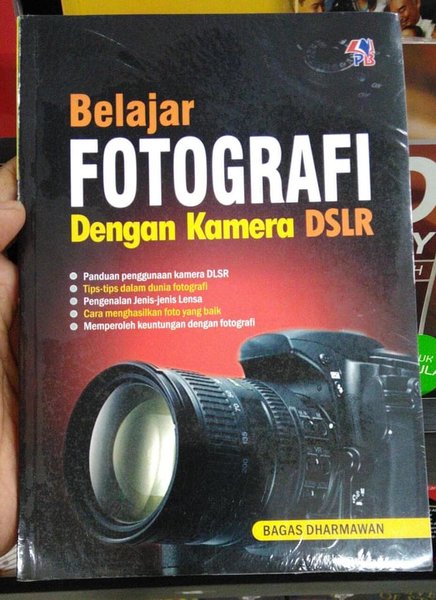 PB
Belajar
FOTOGRAFI
Dengan Kamera DSLR
Panduan penggunaan kamera DLSR
Tips-tips dalam dunia fotografi
Pengenalan Jenis-jenis Lensa
Cara menghasilkan foto yang baik
Memperoleh keuntungan dengan fotografi
BAGAS DHARMAWAN